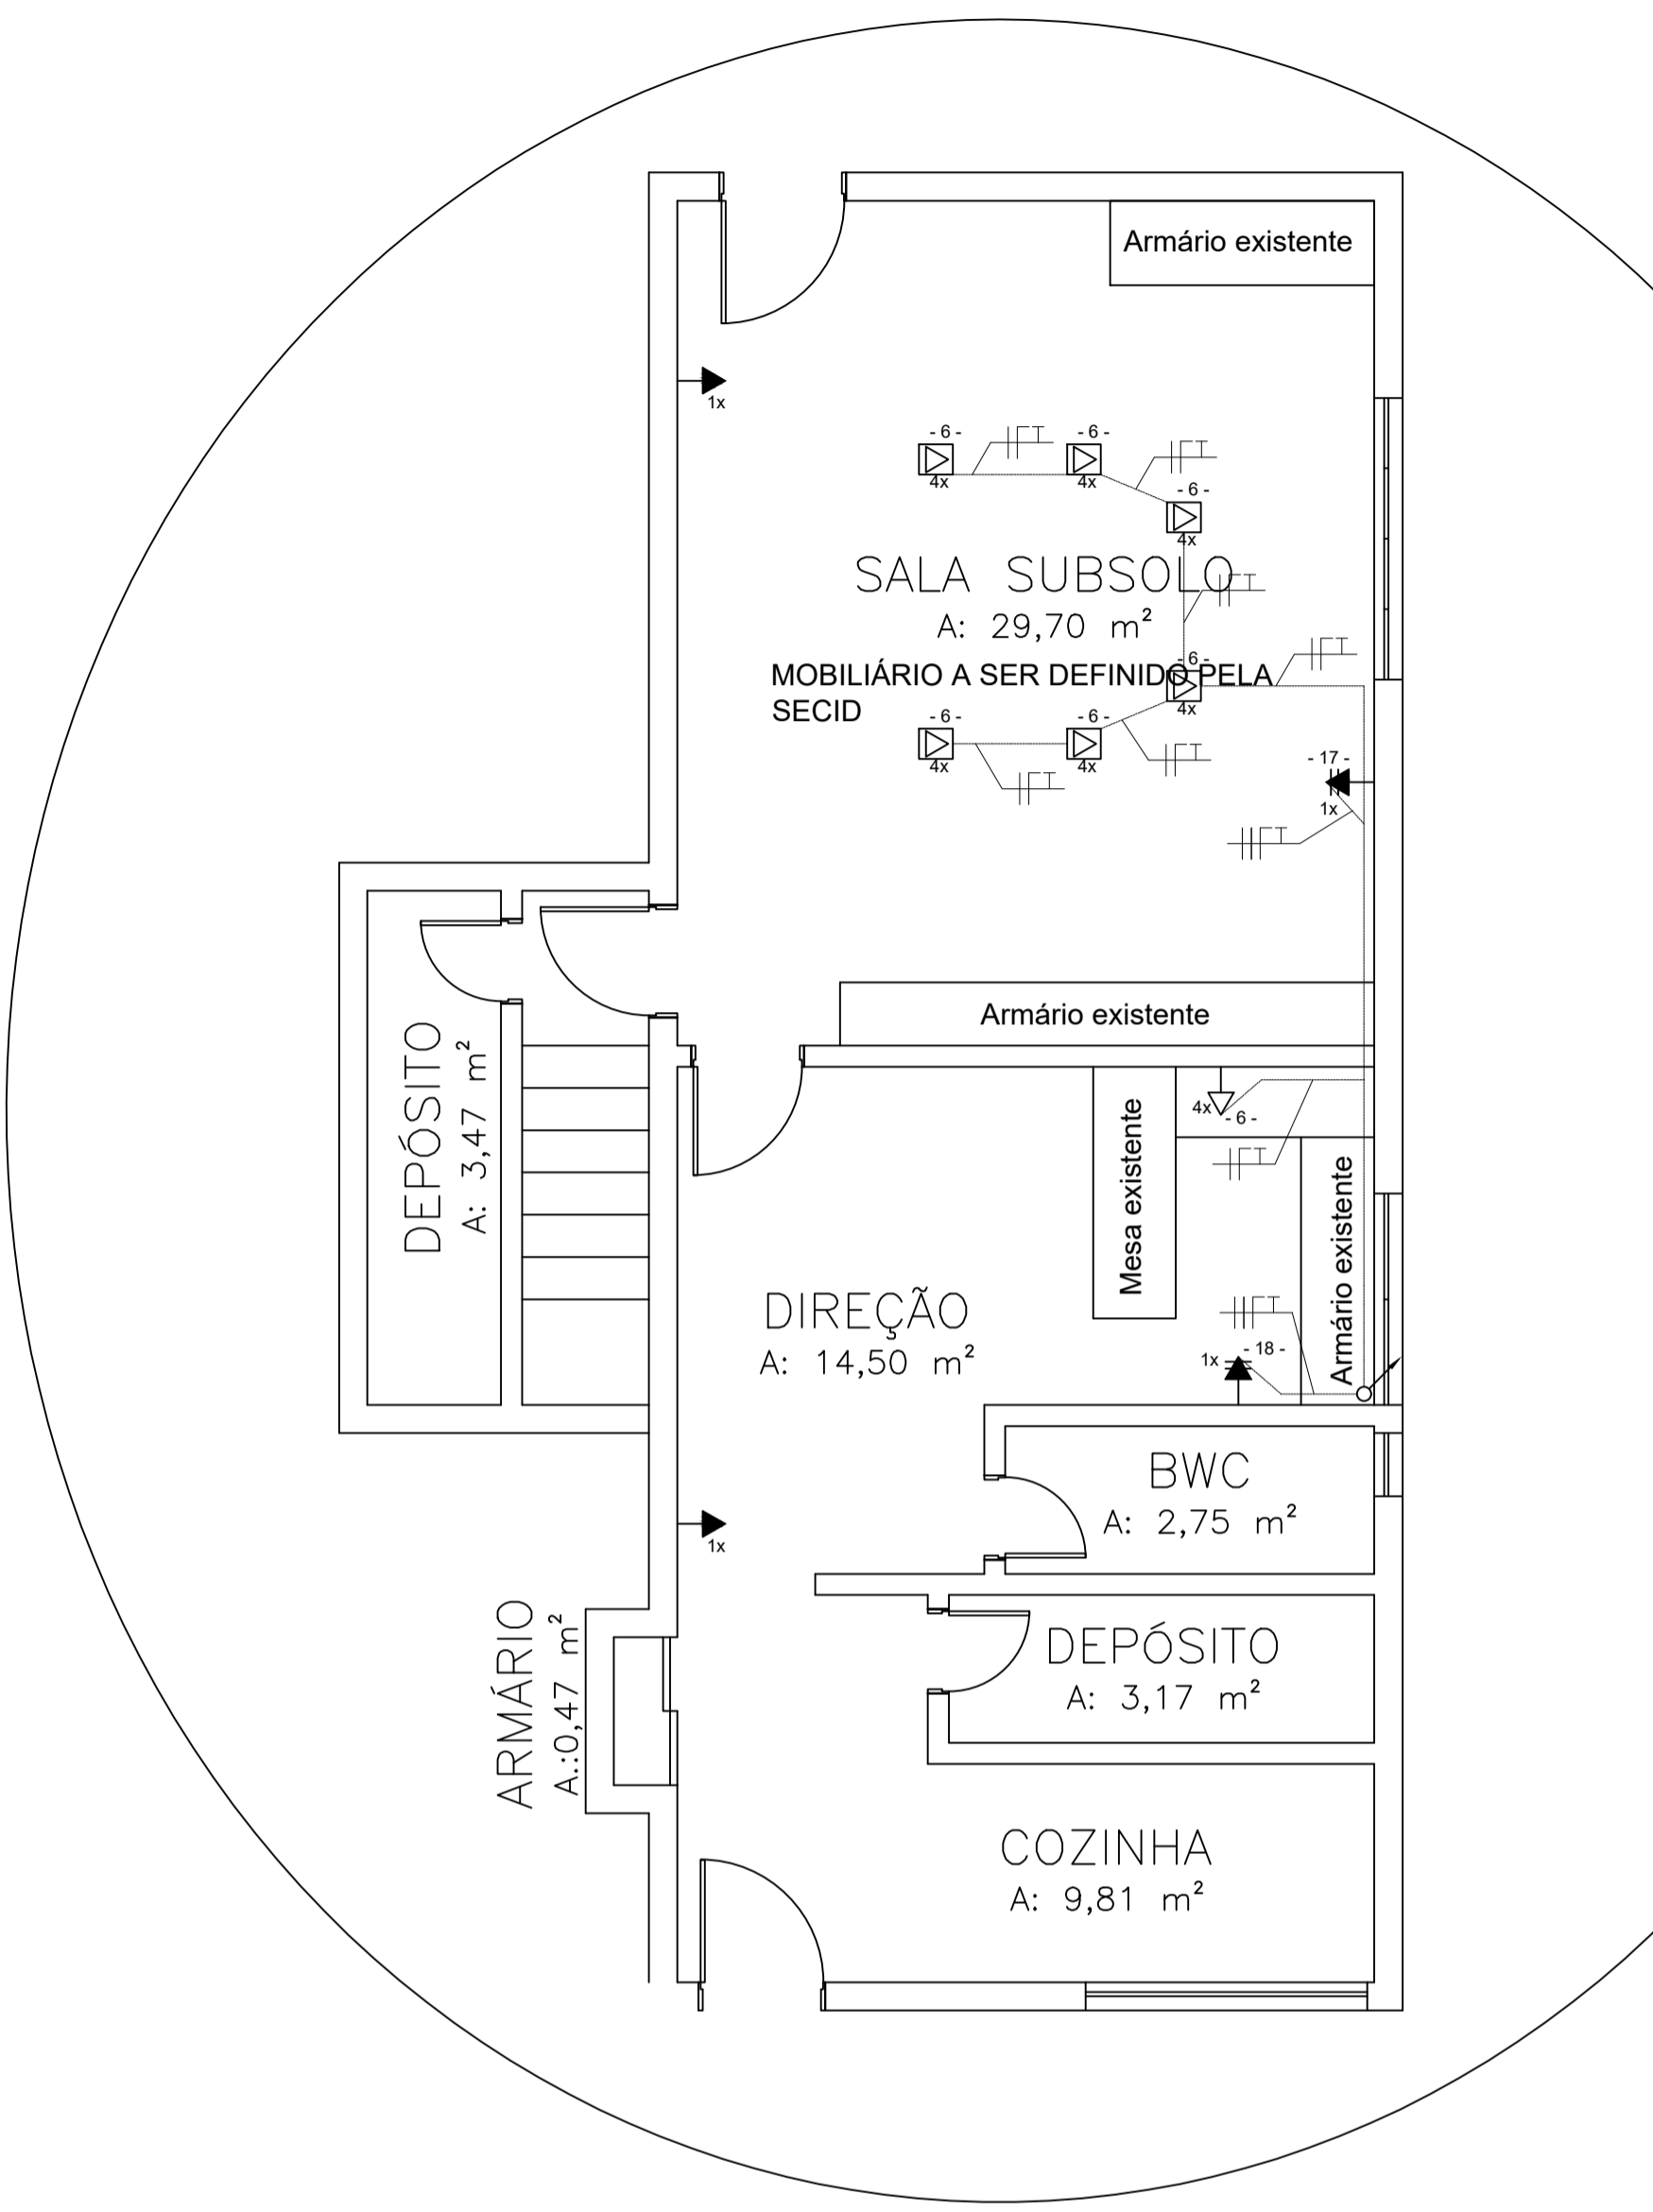 Armário existente
1x
- 6 -
- 6 -
4x
4x
- 6 -
4x
SALA SUBSOLO
A: 29,70 m²
- 6 -
MOBILIÁRIO A SER DEFINIDO PELA
SECID
4x
- 6 -
- 6 -
4x
4x
- 17 -
1x
Armário existente
DEPÓSITO
A: 3,47 m²
Mesa existente
4x
- 6 -
Armário existente
DIREÇÃO
A: 14,50 m²
1x
- 18 -
BWC
A: 2,75 m²
1x
ARMÁRIO
A.:0,47 m²
DEPÓSITO
A: 3,17 m²
COZINHA
A: 9,81 m²